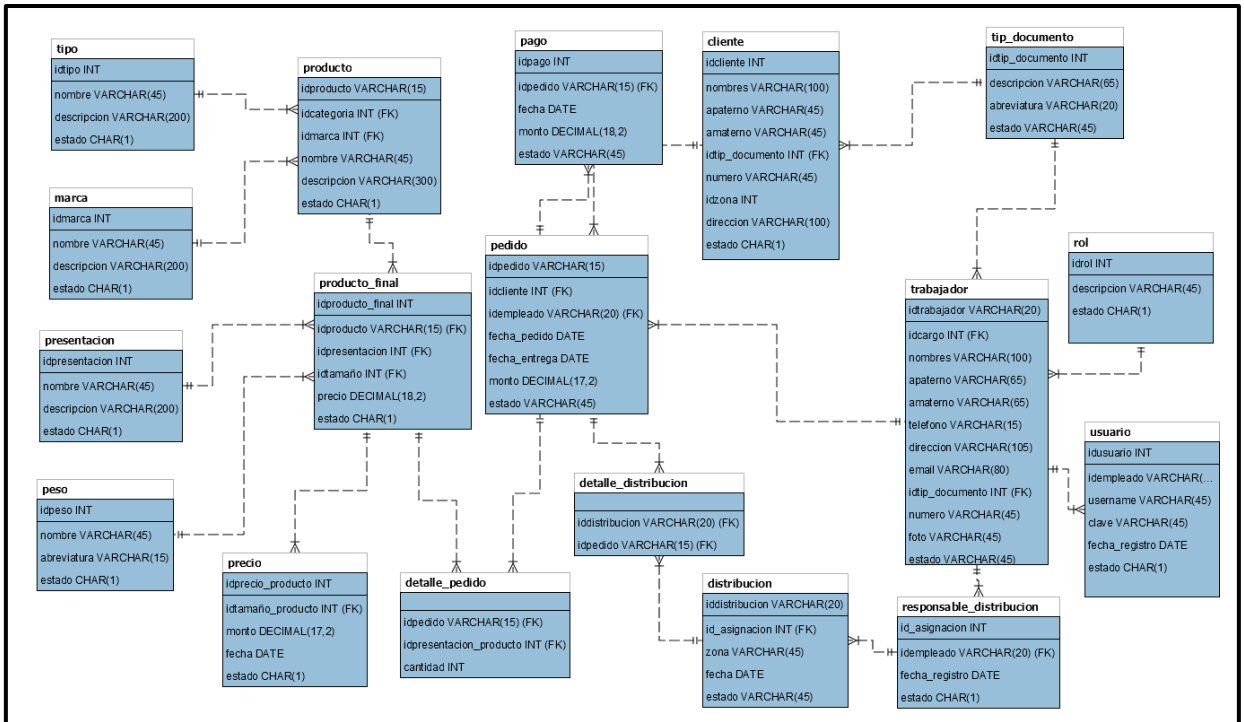 tipo
idtipo INT
nombre VARCHAR(45)
descripcion VARCHAR(200)
estado CHAR(1)
producto
idproducto VARCHAR(15)
idcategoria INT (FK)
idmarca INT (FK)
nombre VARCHAR(45)
descripcion VARCHAR(300)
estado CHAR(1)
pago
idpago INT
idpedido VARCHAR(15) (FK)
fecha DATE
monto DECIMAL(18,2)
estado VARCHAR(45)
cliente
idcliente INT
nombres VARCHAR(100)
apaterno VARCHAR(45)
amaterno VARCHAR(45)
idtip_documento INT (FK)
numero VARCHAR(45)
idzona INT
direccion VARCHAR(100)
estado CHAR(1)
tip_documento
idtip_documento INT
descripcion VARCHAR(65)
abreviatura VARCHAR(20)
estado VARCHAR(45)
marca
idmarca INT
nombre VARCHAR(45)
descripcion VARCHAR(200)
estado CHAR(1)
producto_final
idproducto_final INT
idproducto VARCHAR(15) (FK)
idpresentacion INT (FK)
idtamaño INT (FK)
precio DECIMAL(18,2)
estado CHAR(1)
pedido
idpedido VARCHAR(15)
idcliente INT (FK)
idempleado VARCHAR(20) (FK)
fecha_pedido DATE
fecha_entrega DATE
monto DECIMAL(17,2)
estado VARCHAR(45)
trabajador
idtrabajador VARCHAR(20)
idcargo INT (FK)
nombres VARCHAR(100)
apaterno VARCHAR(65)
amaterno VARCHAR(65)
telefono VARCHAR(15)
direccion VARCHAR(105)
email VARCHAR(80)
idtip_documento INT (FK)
numero VARCHAR(45)
foto VARCHAR(45)
estado VARCHAR(45)
rol
idrol INT
descripcion VARCHAR(45)
estado CHAR(1)
presentacion
idpresentacion INT
nombre VARCHAR(45)
descripcion VARCHAR(200)
estado CHAR(1)
usuario
idusuario INT
idempleado VARCHAR(...
username VARCHAR(45)
clave VARCHAR(45)
fecha_registro DATE
estado CHAR(1)
peso
idpeso INT
nombre VARCHAR(45)
abreviatura VARCHAR(15)
estado CHAR(1)
detalle_distribucion
iddistribucion VARCHAR(20) (FK)
idpedido VARCHAR(15) (FK)
precio
idprecio_producto INT
idtamaño_producto INT (FK)
monto DECIMAL(17,2)
fecha DATE
estado CHAR(1)
detalle_pedido
idpedido VARCHAR(15) (FK)
idpresentacion_producto INT (FK)
cantidad INT
distribucion
iddistribucion VARCHAR(20)
id_asignacion INT (FK)
zona VARCHAR(45)
fecha DATE
estado VARCHAR(45)
responsable_distribucion
id_asignacion INT
idempleado VARCHAR(20) (FK)
fecha_registro DATE
estado CHAR(1)